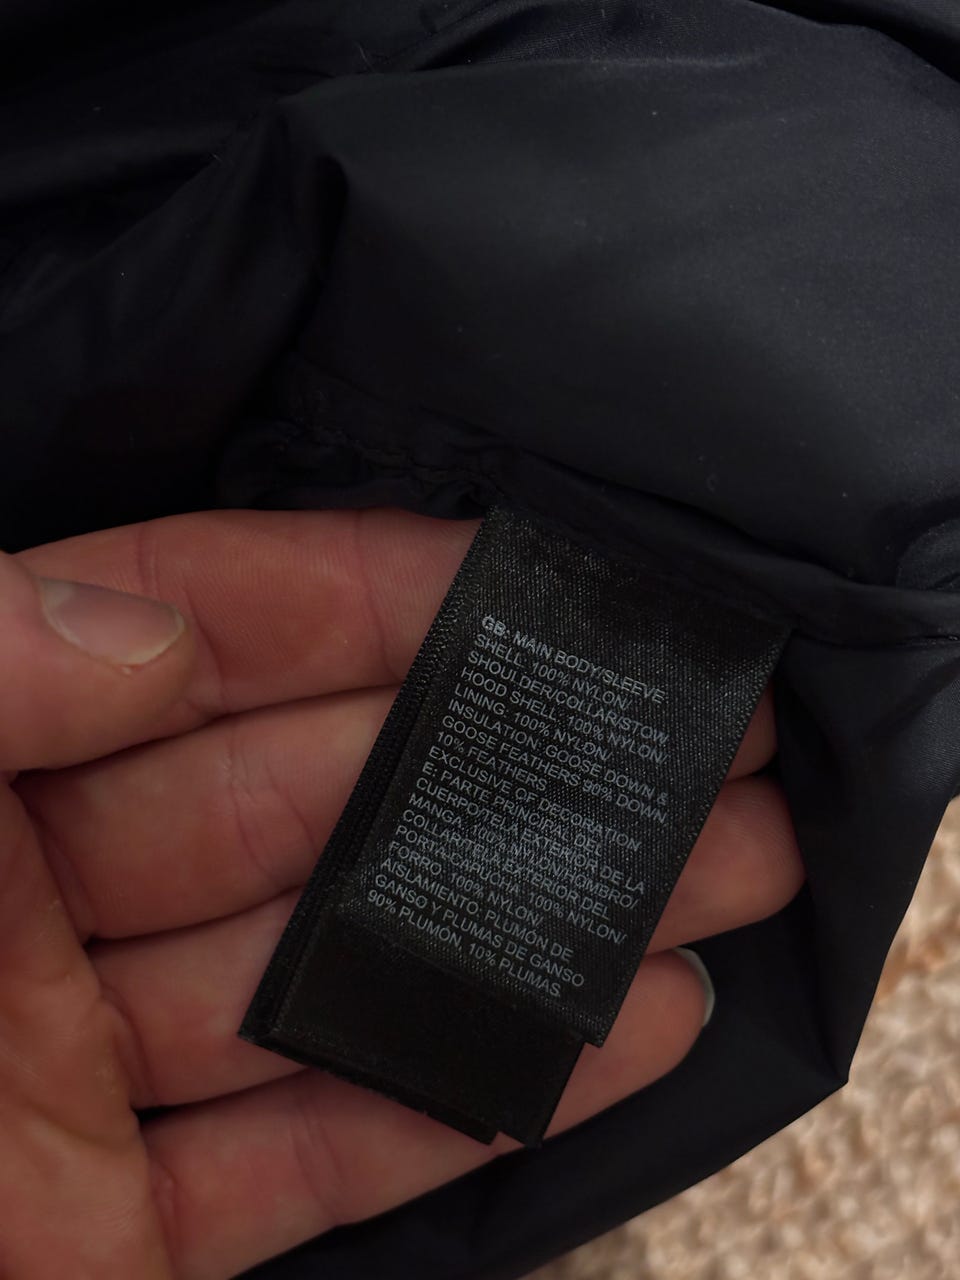 GB: MAIN BODY/SLEEVE
SHELL: 100% NYLON/
SHOULDER/COLLAR/STOW
HOOD SHELL: 100% NYLON/
LINING: 100% NYLON/
INSULATION: GOOSE DOWN &
GOOSE FEATHERS 90% DOWN,
10% FEATHERS
EXCLUSIVE OF DECORATION
E: PARTE PRINCIPAL DEL
CUERPO/TELA EXTERIOR DE LA
MANGA: 100% NYLON/HOMBRO/
COLLAR/TELA EXTERIOR DEL
PORTA-CAPUCHA: 100% NYLON/
FORRO: 100% NYLON/
AISLAMIENTO: PLUMÓN DE
GANSO Y PLUMAS DE GANSO
90% PLUMÓN, 10% PLUMAS